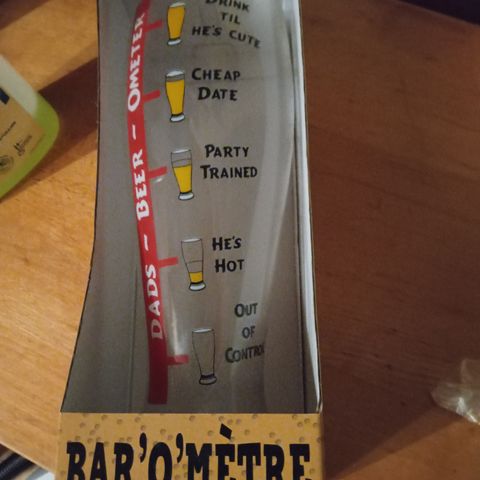 DRINK
TIL
HE'S CUTE
CHEAP
DATE
PARTY
TRAINED
HE'S
HOT
OUT
OF
CONTROL
DADS ~ BEER ~ OMETER
BAR'O'MÈTRE